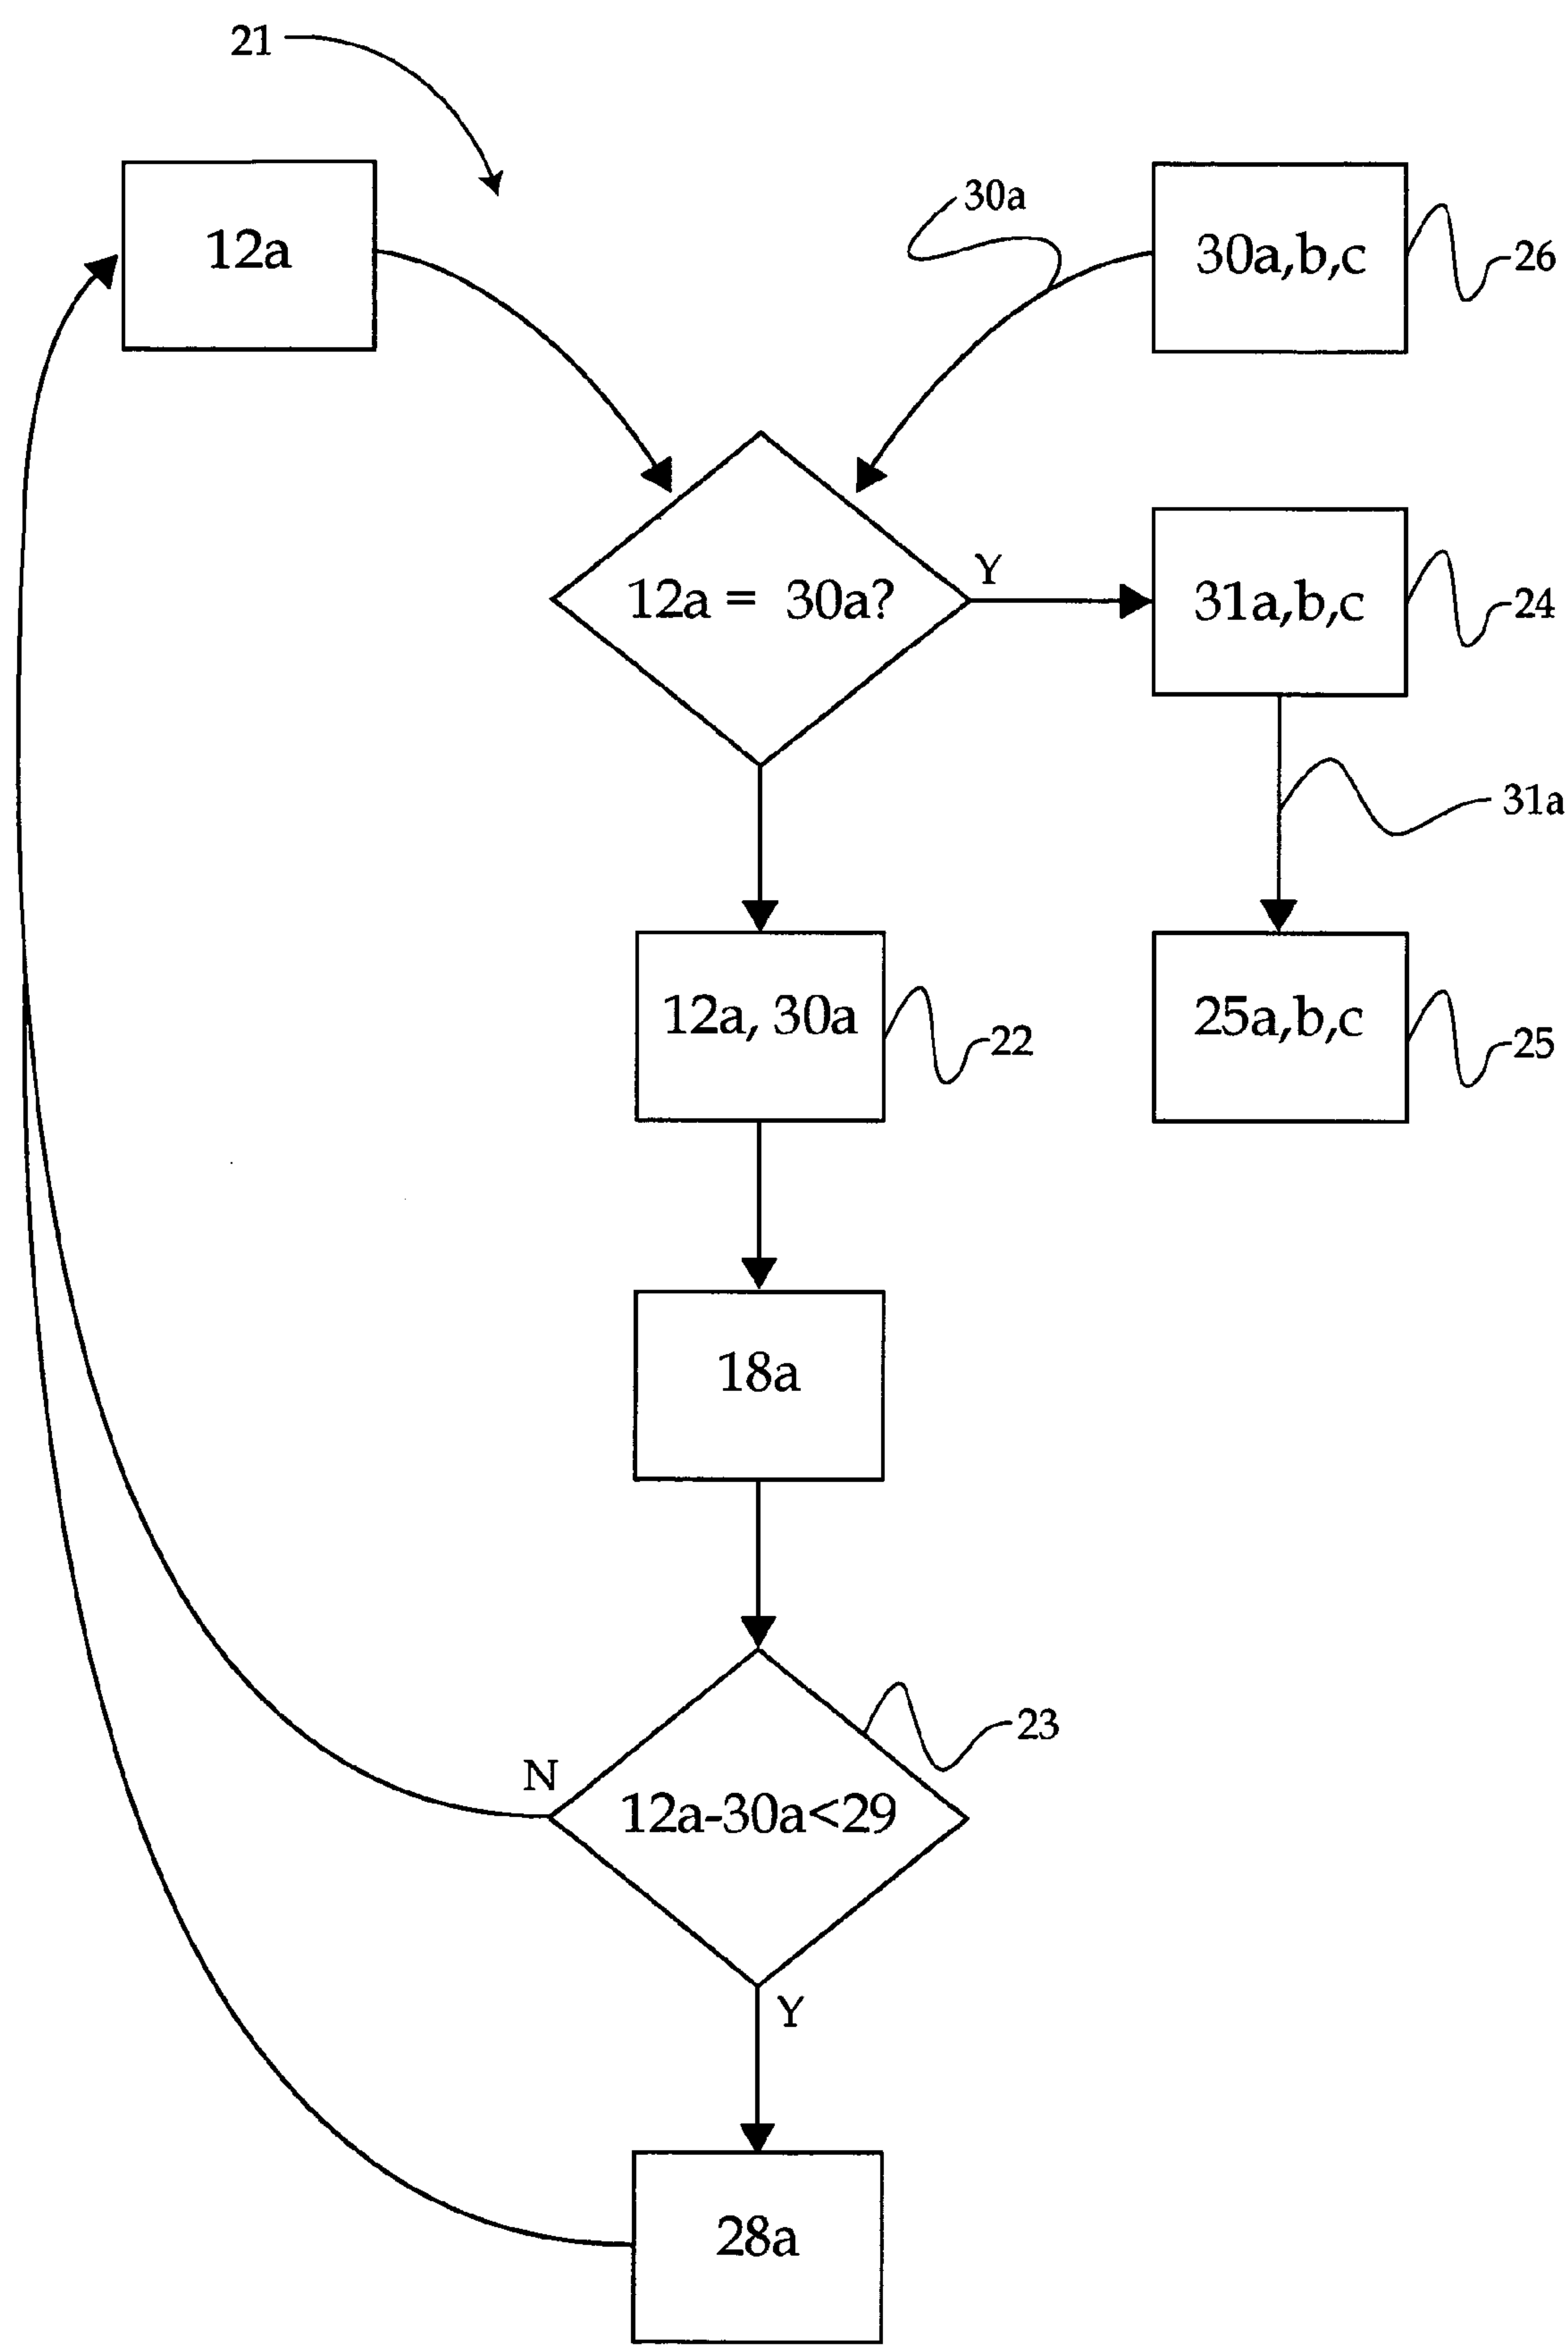 21
12a
30a
30a,b,c
26
12a = 30a?
Y
31a,b,c
24
31a
12a, 30a
22
25a,b,c
25
18a
23
N
12a-30a<29
Y
28a